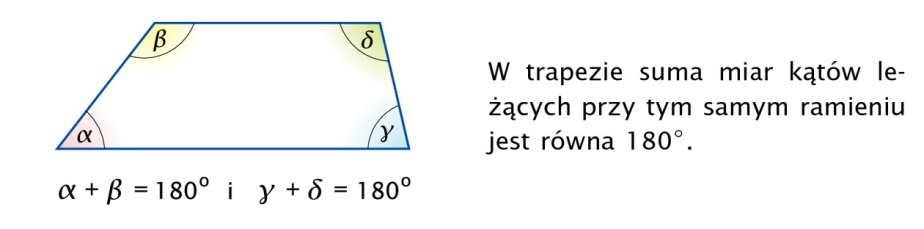 β
δ
α
γ
α + β = 180° i γ + δ = 180°
W trapezie suma miar kątów le-
żących przy tym samym ramieniu
jest równa 180°.